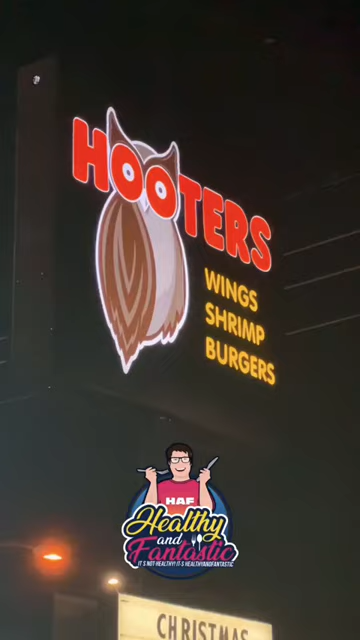 HOOTERS
WINGS
SHRIMP
BURGERS
HAF
Healthy
and
Fantastic
IT'S NOT HEALTHY! IT'S HEALTHYANDFANTASTIC
CHRISTMAS